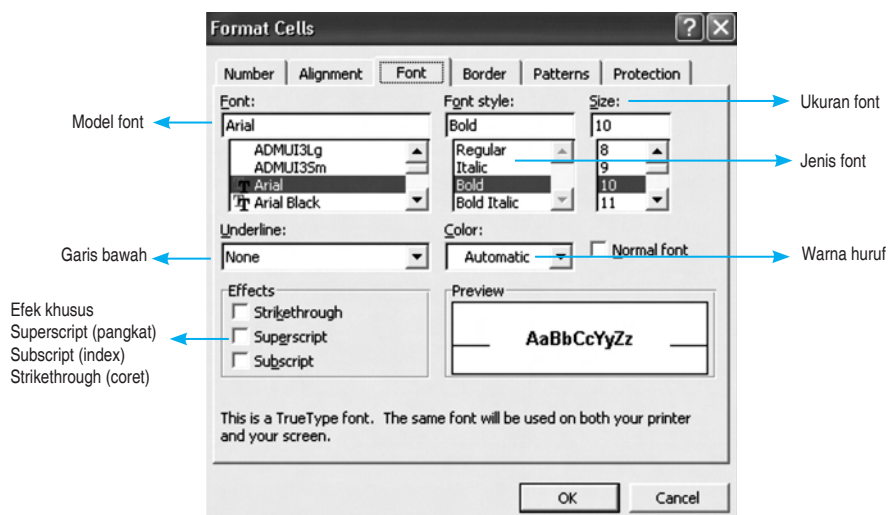 Format Cells
Number Alignment Font Border Patterns Protection
Font: Font style: Size:
Ukuran font
Model font
Arial Bold 10
ADMUI3Lg Regular 8
ADMUI3Sm Italic 9
Jenis font
Arial Bold 10
Arial Black Bold Italic 11
Underline: Color:
Garis bawah
None Automatic Normal font
Warna huruf
Effects Preview
Efek khusus
Superscript (pangkat)
Subscript (index)
Strikethrough (coret)
Strikethrough
Superscript
Subscript
AaBbCcYyZz
This is a TrueType font. The same font will be used on both your printer
and your screen.
OK Cancel